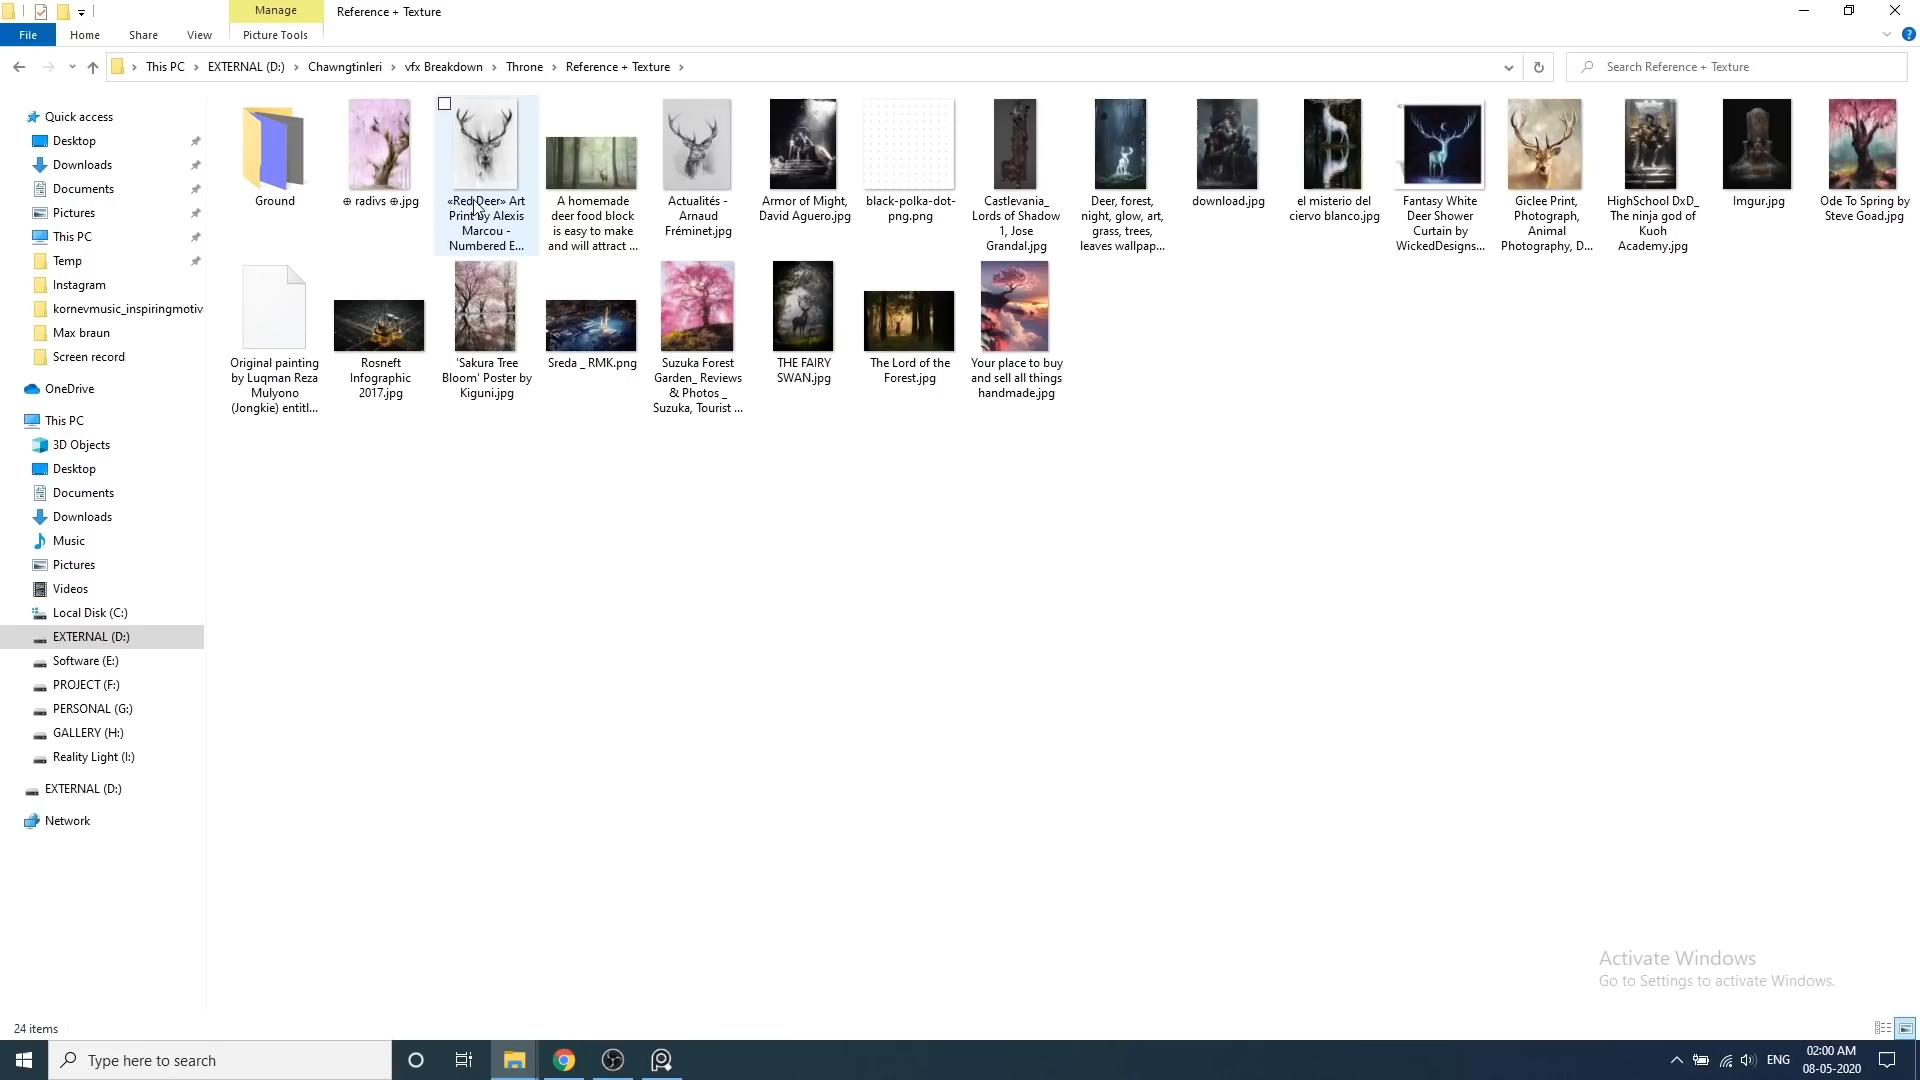 Manage
Reference + Texture
File
Home
Share
View
Picture Tools
This PC
EXTERNAL (D:)
Chawngtinleri
vfx Breakdown
Throne
Reference + Texture
Search Reference + Texture
Quick access
Desktop
Downloads
Documents
Pictures
This PC
Temp
Instagram
kornevmusic_inspiringmotiv
Max braun
Screen record
OneDrive
This PC
3D Objects
Desktop
Documents
Downloads
Music
Pictures
Videos
Local Disk (C:)
EXTERNAL (D:)
Software (E:)
PROJECT (F:)
PERSONAL (G:)
GALLERY (H:)
Reality Light (I:)
EXTERNAL (D:)
Network
Ground
⊕ radivs ⊕.jpg
«Red Deer» Art
Print by Alexis
Marcou -
Numbered E...
A homemade
deer food block
is easy to make
and will attract ...
Actualités -
Arnaud
Fréminet.jpg
Armor of Might,
David Aguero.jpg
black-polka-dot-
png.png
Castlevania_
Lords of Shadow
1, Jose
Grandal.jpg
Deer, forest,
night, glow, art,
grass, trees,
leaves wallpap...
download.jpg
el misterio del
ciervo blanco.jpg
Fantasy White
Deer Shower
Curtain by
WickedDesigns...
Giclee Print,
Photograph,
Animal
Photography, D...
HighSchool DxD_
The ninja god of
Kuoh
Academy.jpg
Imgur.jpg
Ode To Spring by
Steve Goad.jpg
Original painting
by Luqman Reza
Mulyono
(Jongkie) entitl...
Rosneft
Infographic
2017.jpg
'Sakura Tree
Bloom' Poster by
Kiguni.jpg
Sreda _ RMK.png
Suzuka Forest
Garden_ Reviews
& Photos _
Suzuka, Tourist ...
THE FAIRY
SWAN.jpg
The Lord of the
Forest.jpg
Your place to buy
and sell all things
handmade.jpg
Activate Windows
Go to Settings to activate Windows.
24 items
Type here to search
ENG
02:00 AM
08-05-2020